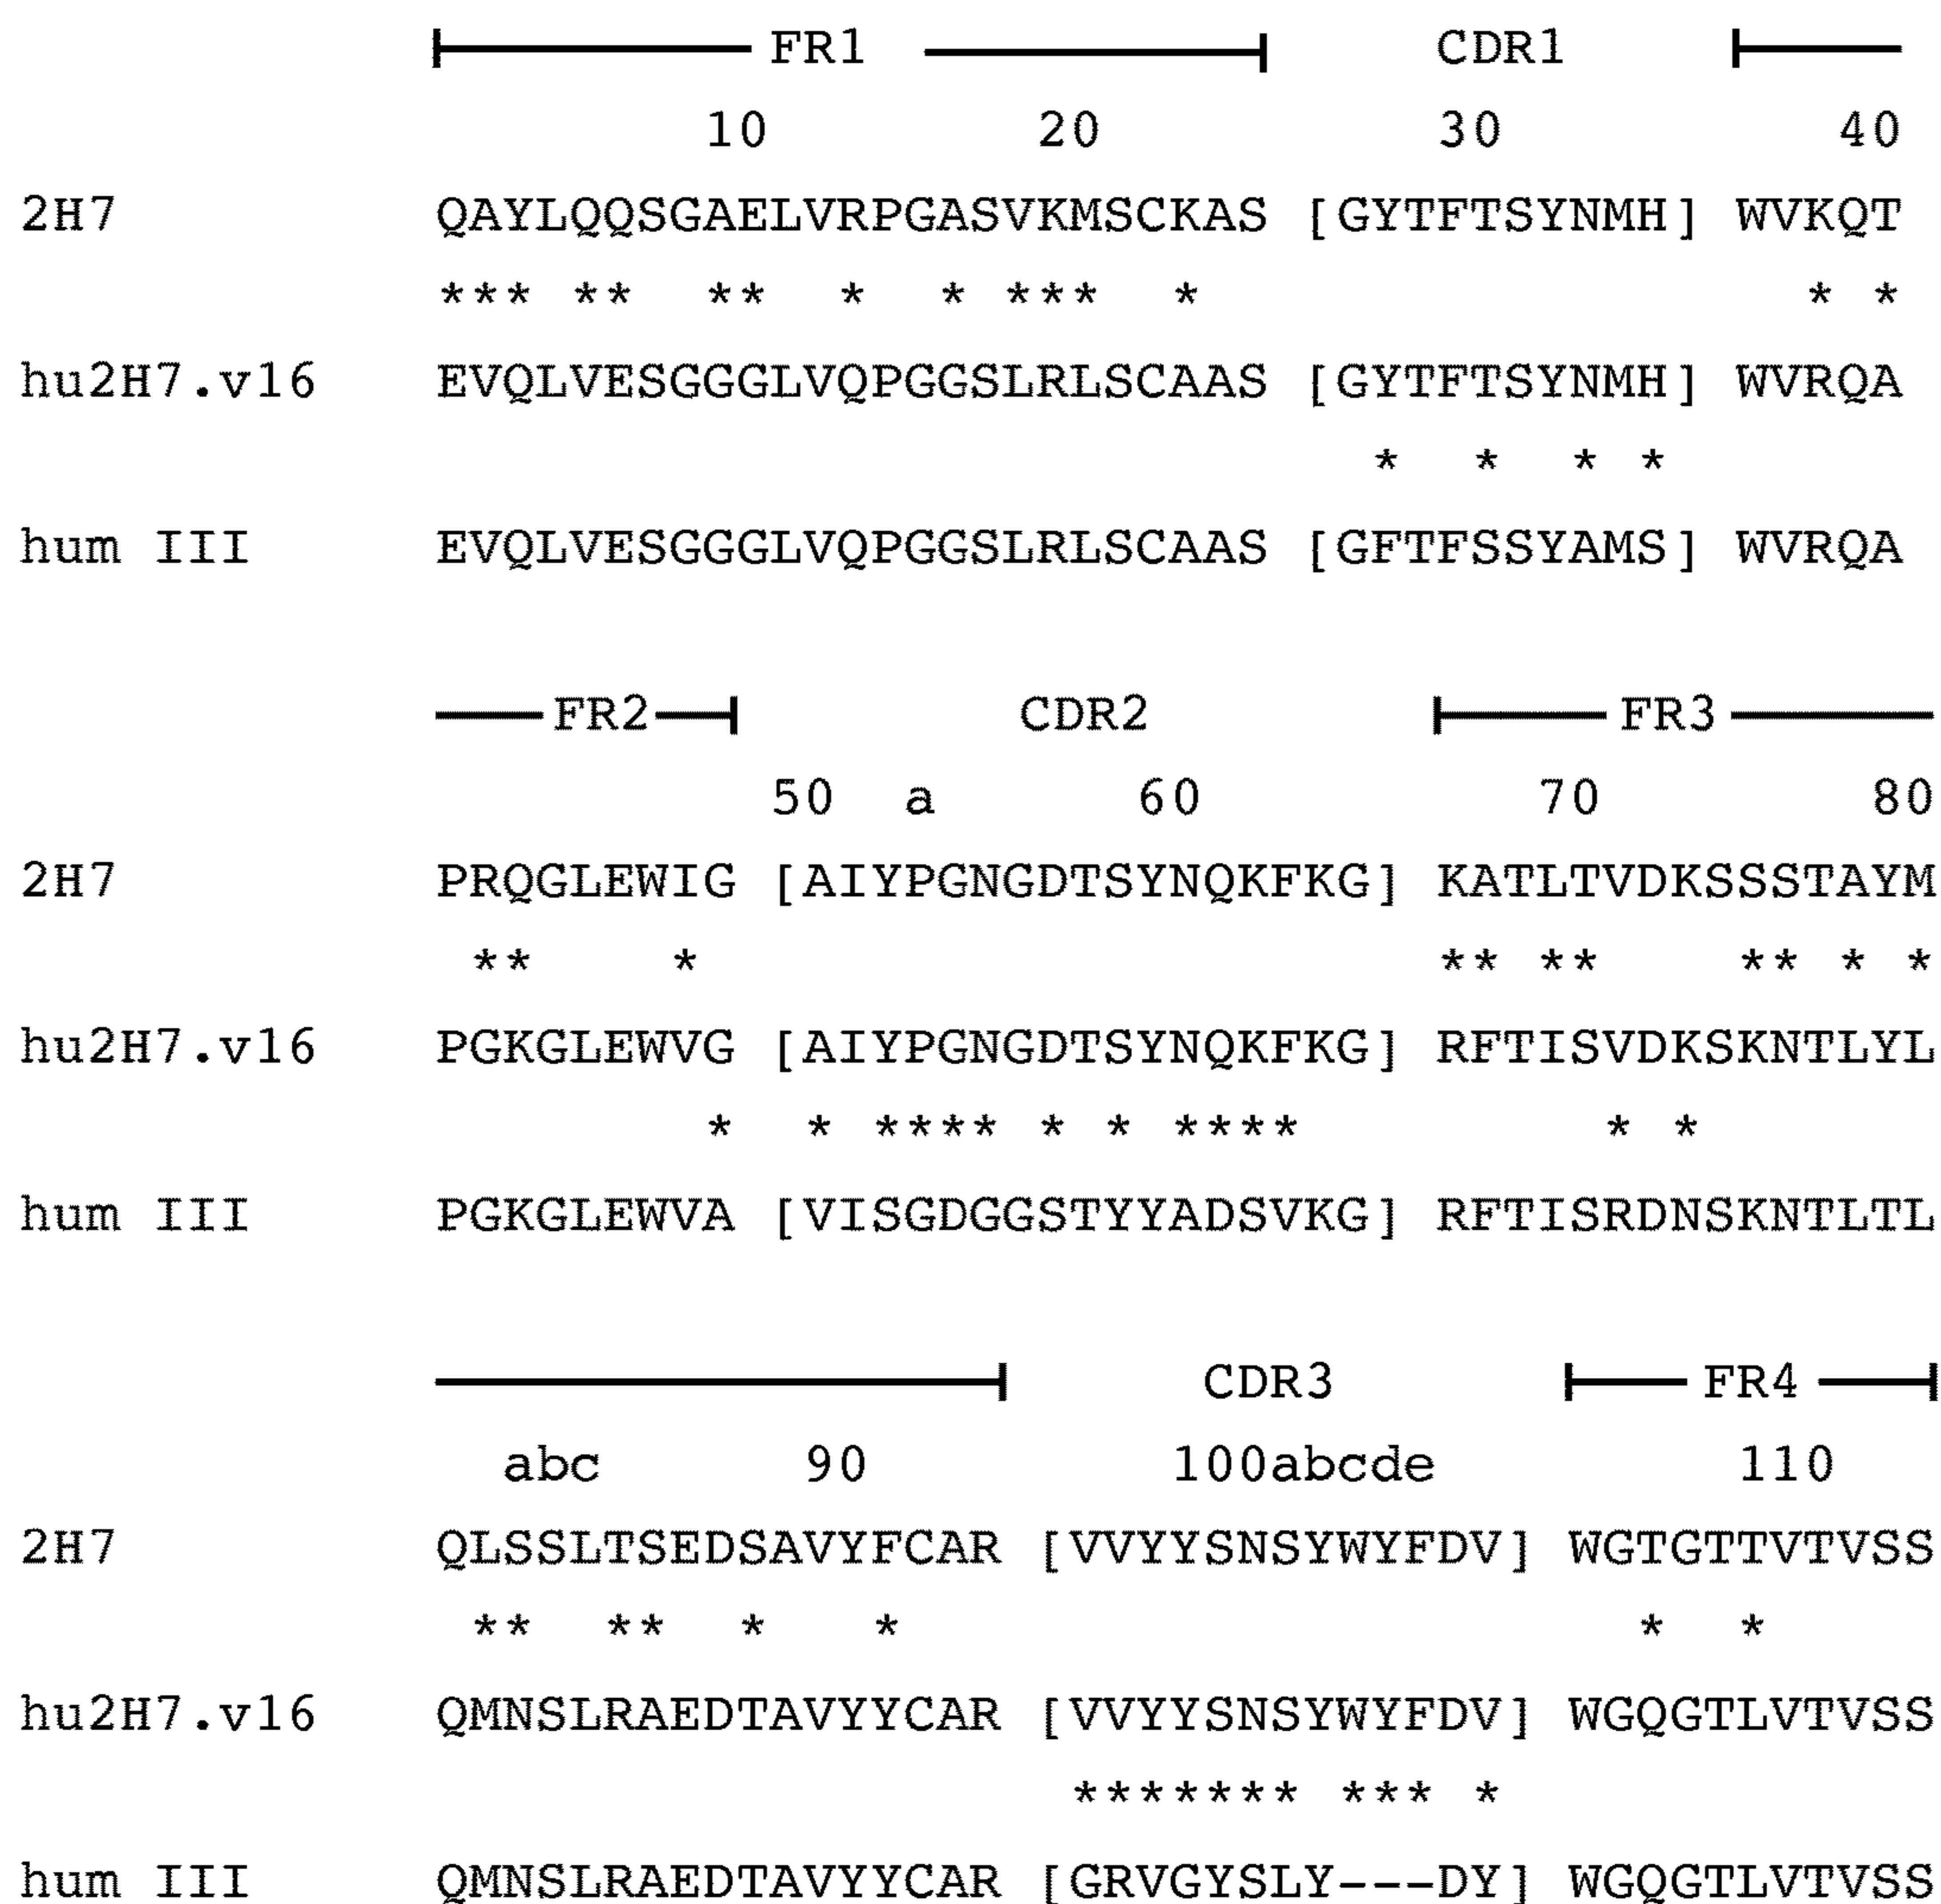 FR1 CDR1
10 20 30 40
2H7 QAYLQQSGAELVRPGASVKMSCKAS [GYTFTSYNMH] WVKQT
*** ** ** * * *** * * *
hu2H7.v16 EVQLVESGGGLVQPGGSLRLSCAAS [GYTFTSYNMH] WVRQA
* * * *
hum III EVQLVESGGGLVQPGGSLRLSCAAS [GFTFSSYAMS] WVRQA
FR2 CDR2 FR3
50 a 60 70 80
2H7 PRQGLEWIG [AIYPGNGDTSYNQKFKG] KATLTVDKSSSTAYM
** * ** ** ** * *
hu2H7.v16 PGKGLEWVG [AIYPGNGDTSYNQKFKG] RFTISVDKSKNTLYL
* * **** * * **** * *
hum III PGKGLEWVA [VISGDGGSTYYADSVKG] RFTISRDNSKNTLTL
CDR3 FR4
abc 90 100abcde 110
2H7 QLSSLTSEDSAVYFCAR [VVYYSNSYWYFDV] WGTGTTVTVSS
** ** * * * *
hu2H7.v16 QMNSLRAEDTAVYYCAR [VVYYSNSYWYFDV] WGQGTLVTVSS
******* *** *
hum III QMNSLRAEDTAVYYCAR [GRVGYSLY---DY] WGQGTLVTVSS